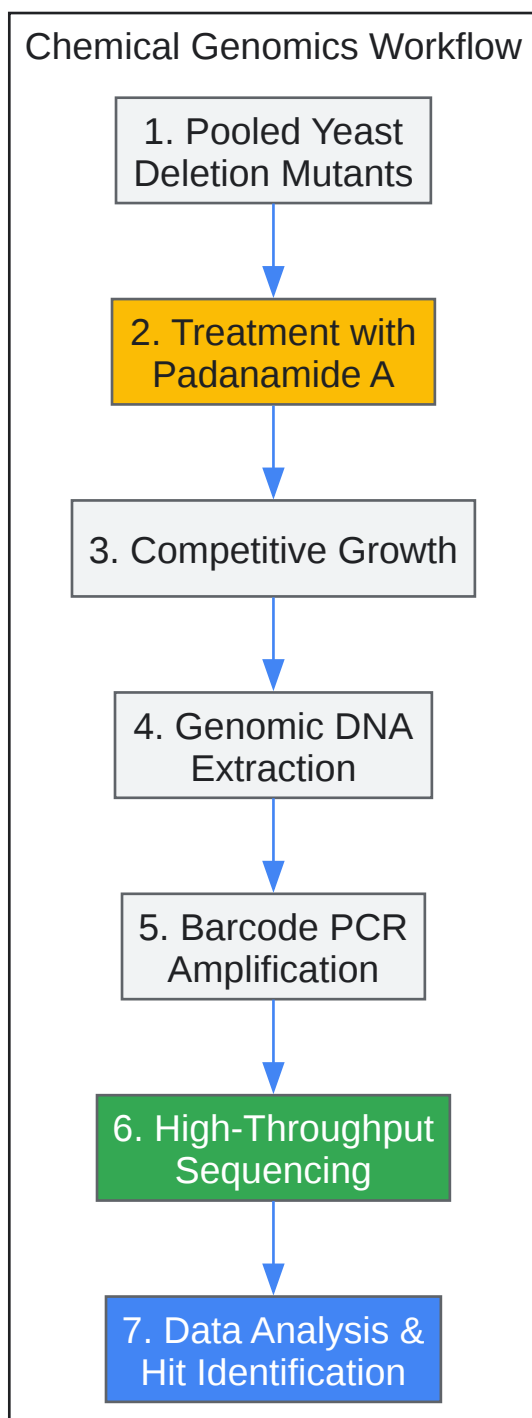 Chemical Genomics Workflow
1. Pooled Yeast
Deletion Mutants
2. Treatment with
Padanamide A
3. Competitive Growth
4. Genomic DNA
Extraction
5. Barcode PCR
Amplification
6. High-Throughput
Sequencing
7. Data Analysis &
Hit Identification